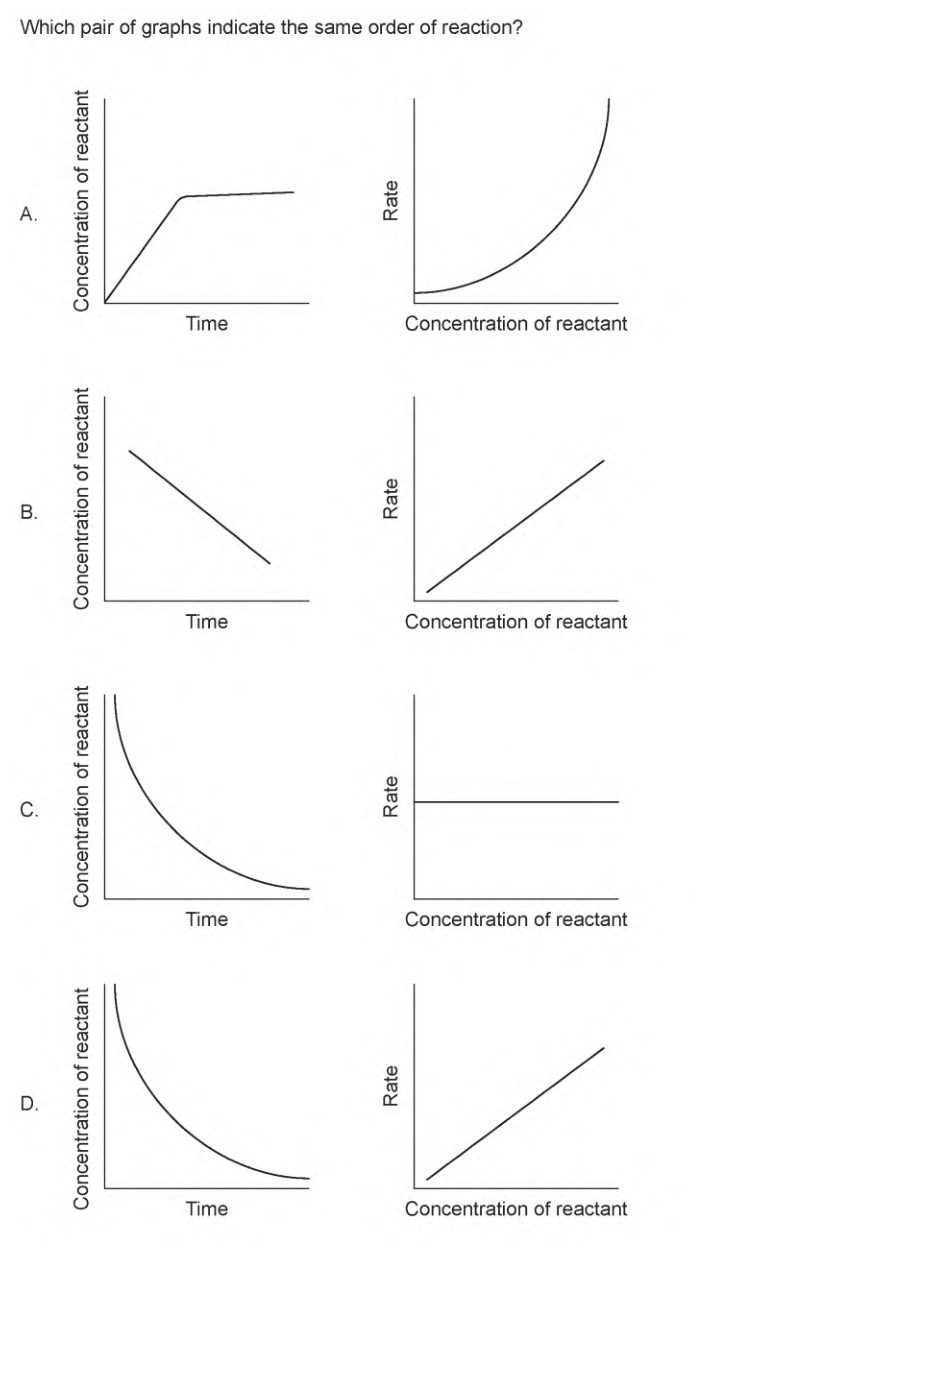 Which pair of graphs indicate the same order of reaction?
A.
Concentration of reactant
Time
Rate
Concentration of reactant
B.
Concentration of reactant
Time
Rate
Concentration of reactant
C.
Concentration of reactant
Time
Rate
Concentration of reactant
D.
Concentration of reactant
Time
Rate
Concentration of reactant